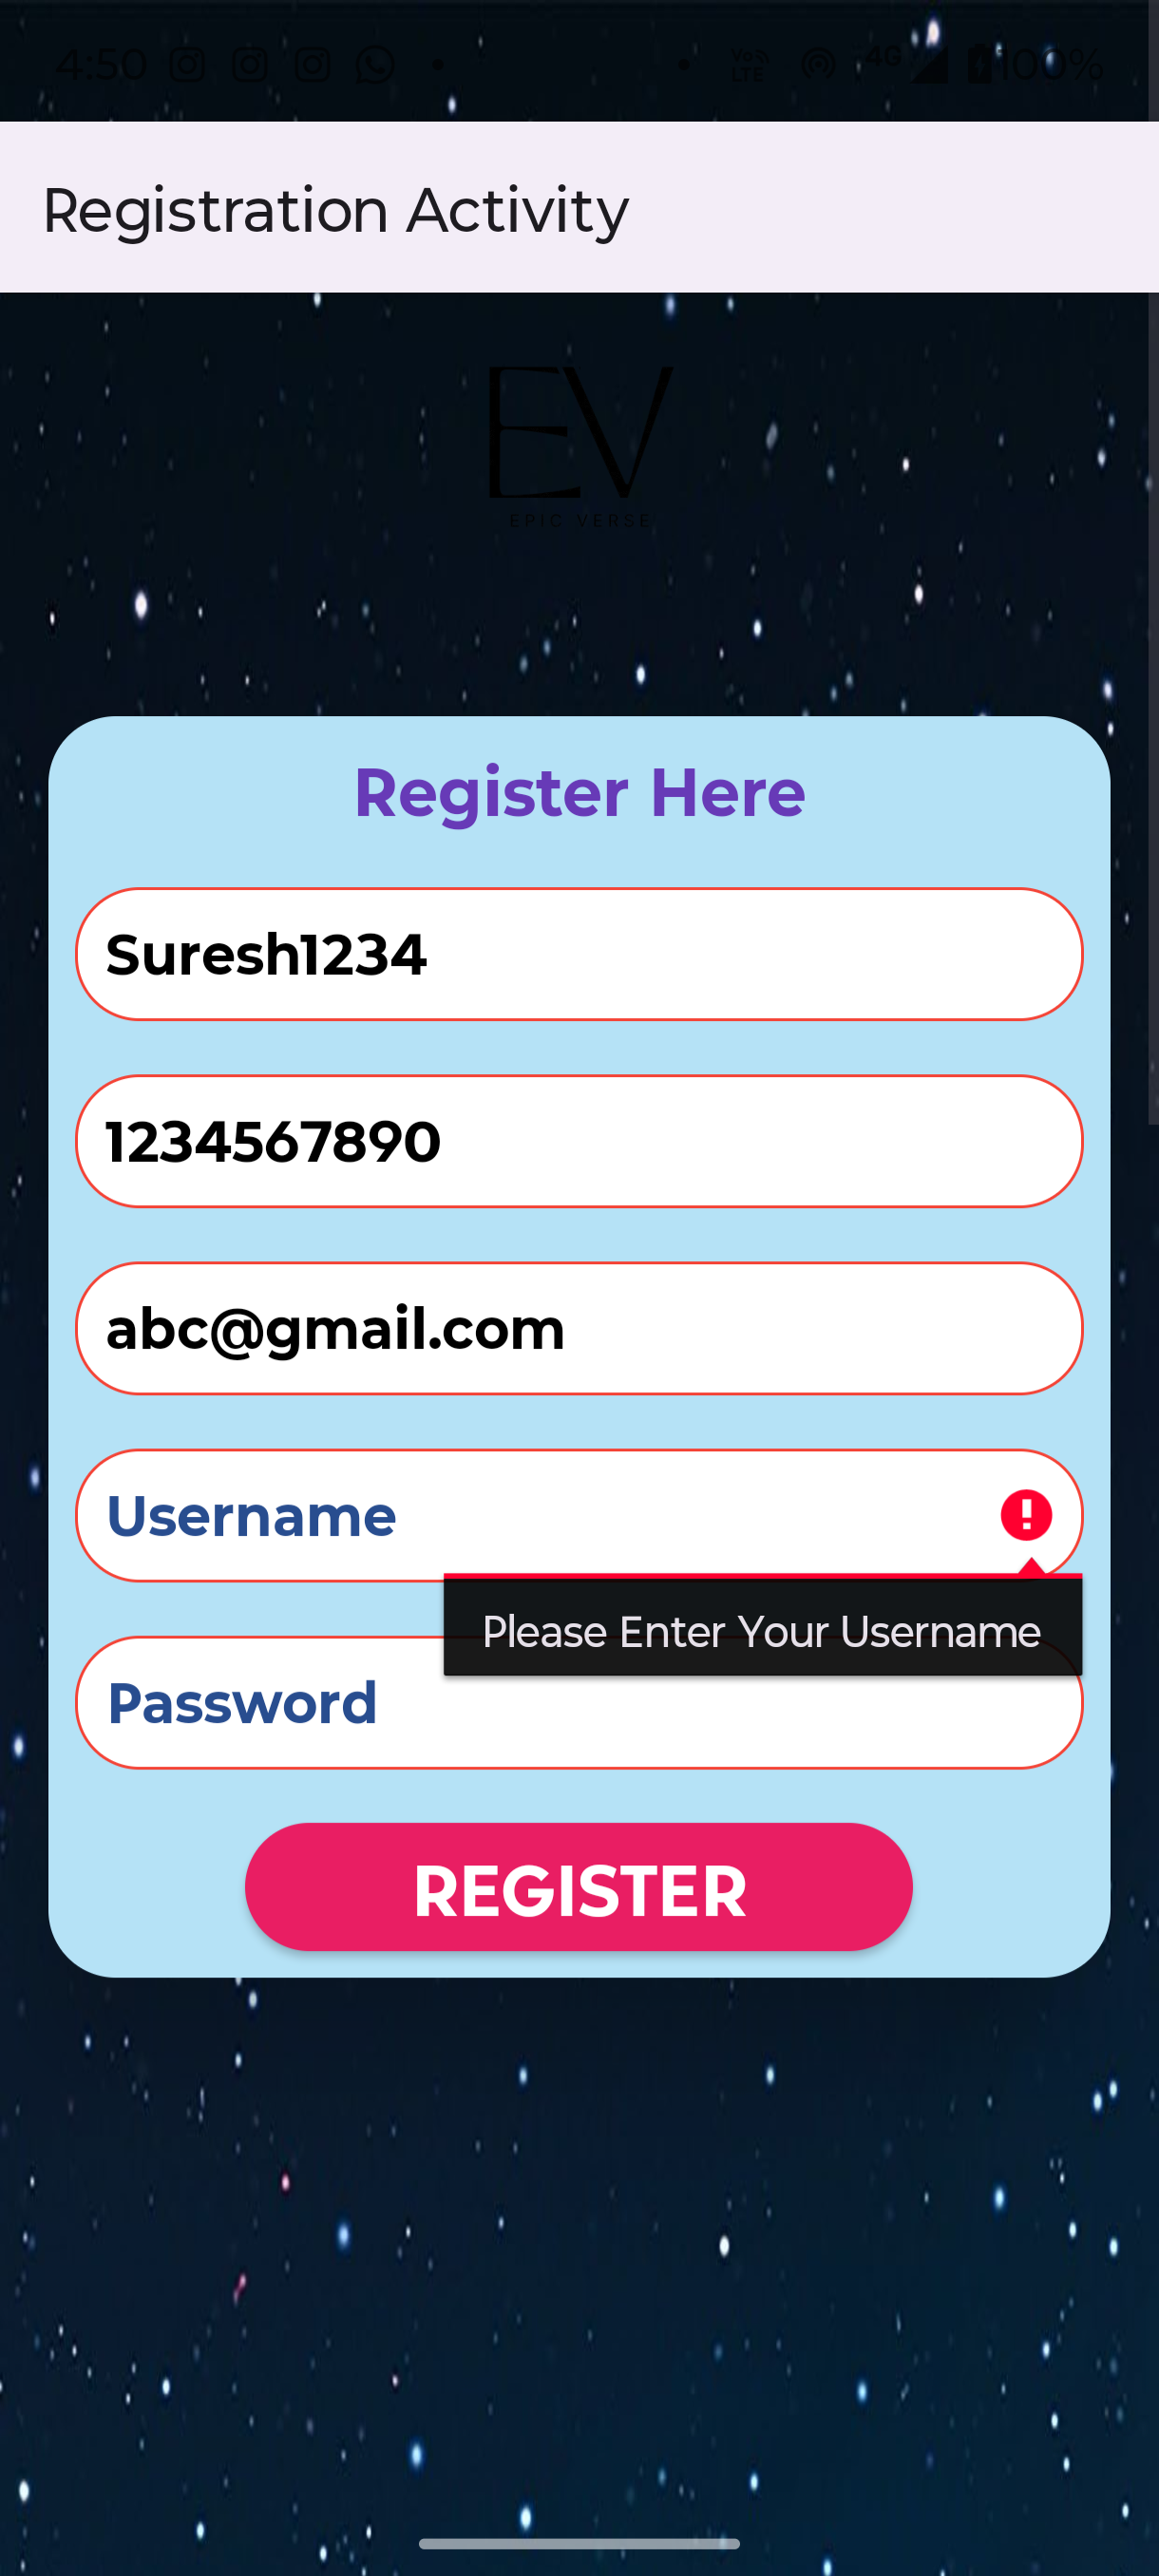 4:50 Vo LTE 4G 100%
Registration Activity
EV
EPIC VERSE
Register Here
Suresh1234
1234567890
abc@gmail.com
Username
Please Enter Your Username
Password
REGISTER